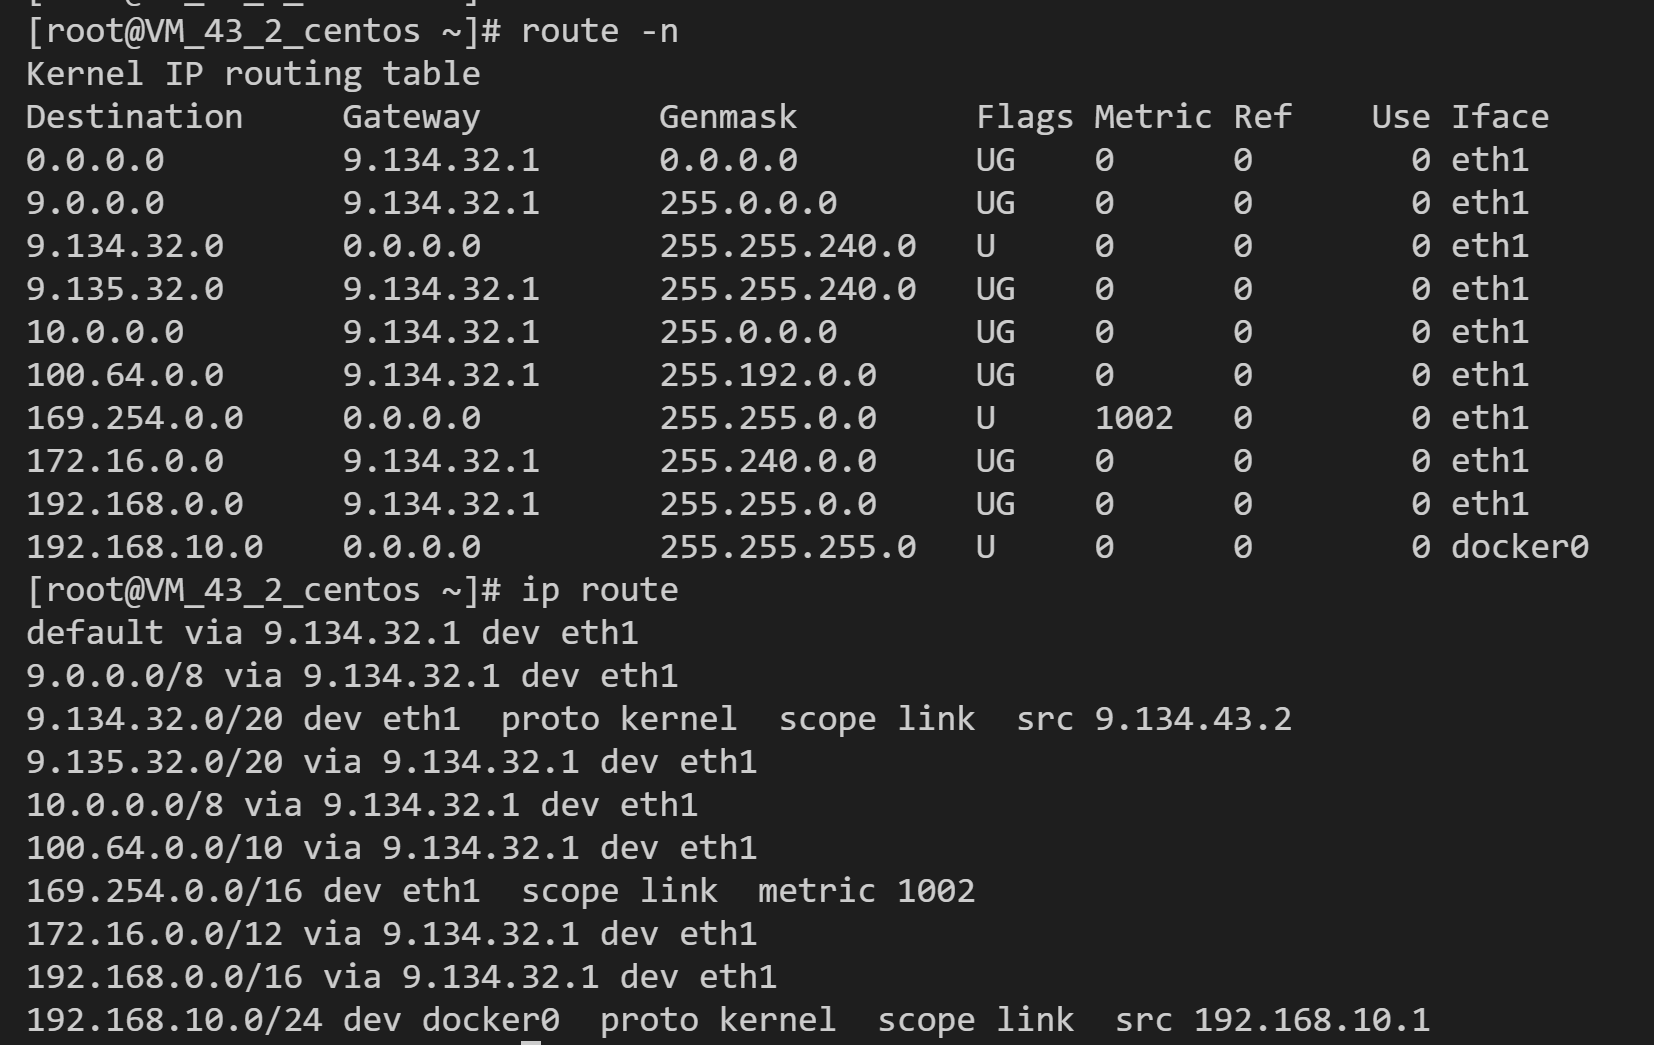 [root@VM_43_2_centos ~]# route -n
Kernel IP routing table
Destination     Gateway         Genmask         Flags Metric Ref    Use Iface
0.0.0.0         9.134.32.1      0.0.0.0         UG    0      0        0 eth1
9.0.0.0         9.134.32.1      255.0.0.0       UG    0      0        0 eth1
9.134.32.0      0.0.0.0         255.255.240.0   U     0      0        0 eth1
9.135.32.0      9.134.32.1      255.255.240.0   UG    0      0        0 eth1
10.0.0.0        9.134.32.1      255.0.0.0       UG    0      0        0 eth1
100.64.0.0      9.134.32.1      255.192.0.0     UG    0      0        0 eth1
169.254.0.0     0.0.0.0         255.255.0.0     U     1002   0        0 eth1
172.16.0.0      9.134.32.1      255.240.0.0     UG    0      0        0 eth1
192.168.0.0     9.134.32.1      255.255.0.0     UG    0      0        0 eth1
192.168.10.0    0.0.0.0         255.255.255.0   U     0      0        0 docker0
[root@VM_43_2_centos ~]# ip route
default via 9.134.32.1 dev eth1
9.0.0.0/8 via 9.134.32.1 dev eth1
9.134.32.0/20 dev eth1  proto kernel  scope link  src 9.134.43.2
9.135.32.0/20 via 9.134.32.1 dev eth1
10.0.0.0/8 via 9.134.32.1 dev eth1
100.64.0.0/10 via 9.134.32.1 dev eth1
169.254.0.0/16 dev eth1  scope link  metric 1002
172.16.0.0/12 via 9.134.32.1 dev eth1
192.168.0.0/16 via 9.134.32.1 dev eth1
192.168.10.0/24 dev docker0  proto kernel  scope link  src 192.168.10.1